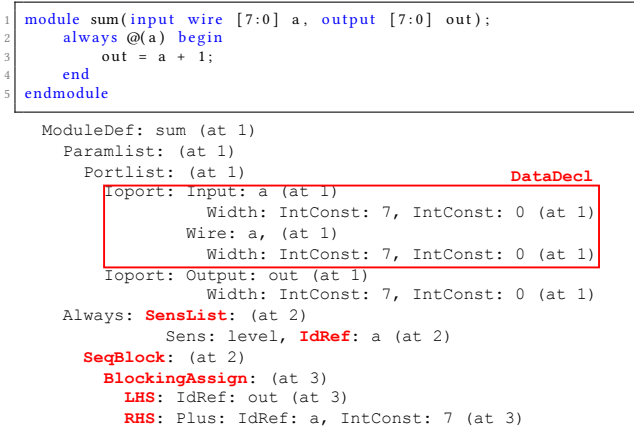 1 module sum(input wire [7:0] a, output [7:0] out);
2 always @(a) begin
3 out = a + 1;
4 end
5 endmodule
ModuleDef: sum (at 1)
Paramlist: (at 1)
Portlist: (at 1) DataDecl
Ioport: Input: a (at 1)
Width: IntConst: 7, IntConst: 0 (at 1)
Wire: a, (at 1)
Width: IntConst: 7, IntConst: 0 (at 1)
Ioport: Output: out (at 1)
Width: IntConst: 7, IntConst: 0 (at 1)
Always: SensList: (at 2)
Sens: level, IdRef: a (at 2)
SeqBlock: (at 2)
BlockingAssign: (at 3)
LHS: IdRef: out (at 3)
RHS: Plus: IdRef: a, IntConst: 7 (at 3)